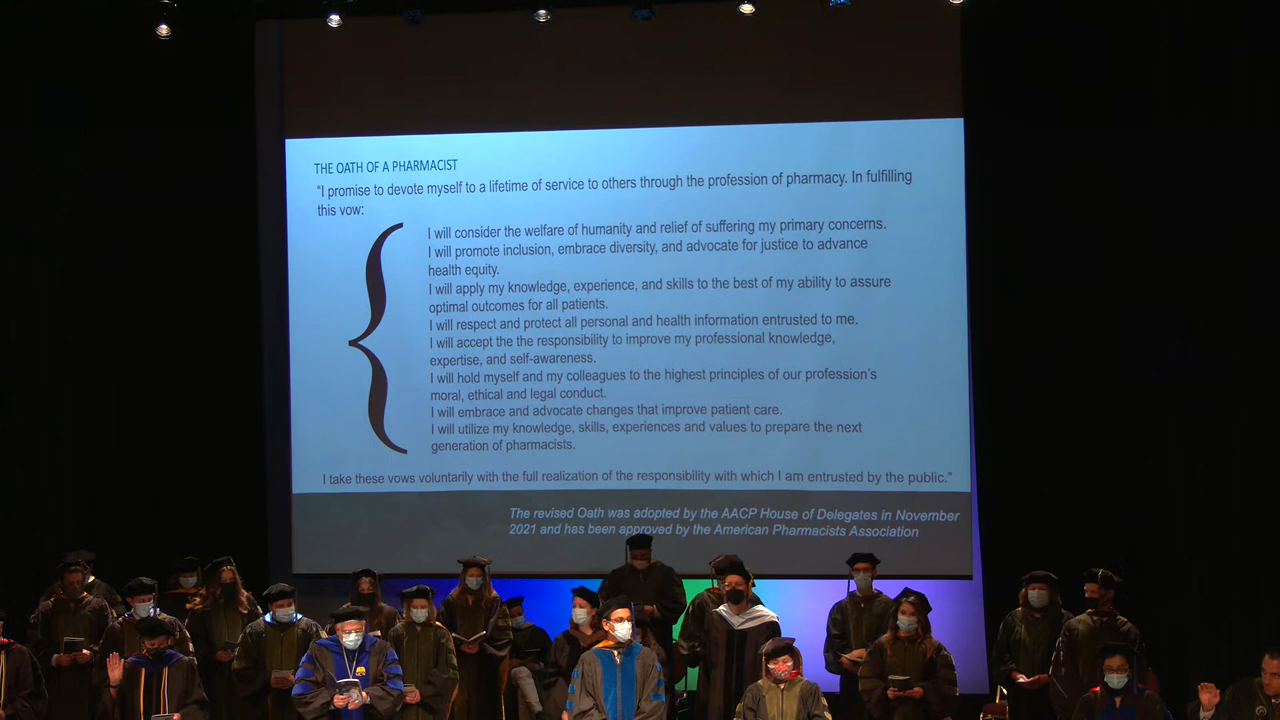 THE OATH OF A PHARMACIST
"I promise to devote myself to a lifetime of service to others through the profession of pharmacy. In fulfilling
this vow:
I will consider the welfare of humanity and relief of suffering my primary concerns.
I will promote inclusion, embrace diversity, and advocate for justice to advance
health equity.
I will apply my knowledge, experience, and skills to the best of my ability to assure
optimal outcomes for all patients.
I will respect and protect all personal and health information entrusted to me.
I will accept the the responsibility to improve my professional knowledge,
expertise, and self-awareness.
I will hold myself and my colleagues to the highest principles of our profession's
moral, ethical and legal conduct.
I will embrace and advocate changes that improve patient care.
I will utilize my knowledge, skills, experiences and values to prepare the next
generation of pharmacists.
I take these vows voluntarily with the full realization of the responsibility with which I am entrusted by the public."
The revised Oath was adopted by the AACP House of Delegates in November
2021 and has been approved by the American Pharmacists Association